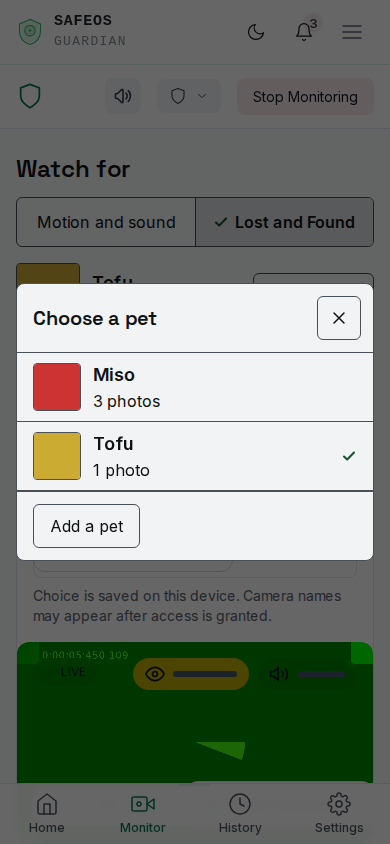 SAFEOS
GUARDIAN
3
Stop Monitoring
Watch for
Motion and sound
Lost and Found
Tofu
Choose a pet
Miso
3 photos
Tofu
1 photo
Add a pet
Choice is saved on this device. Camera names
may appear after access is granted.
0:00:05:450 109
LIVE
Home
Monitor
History
Settings